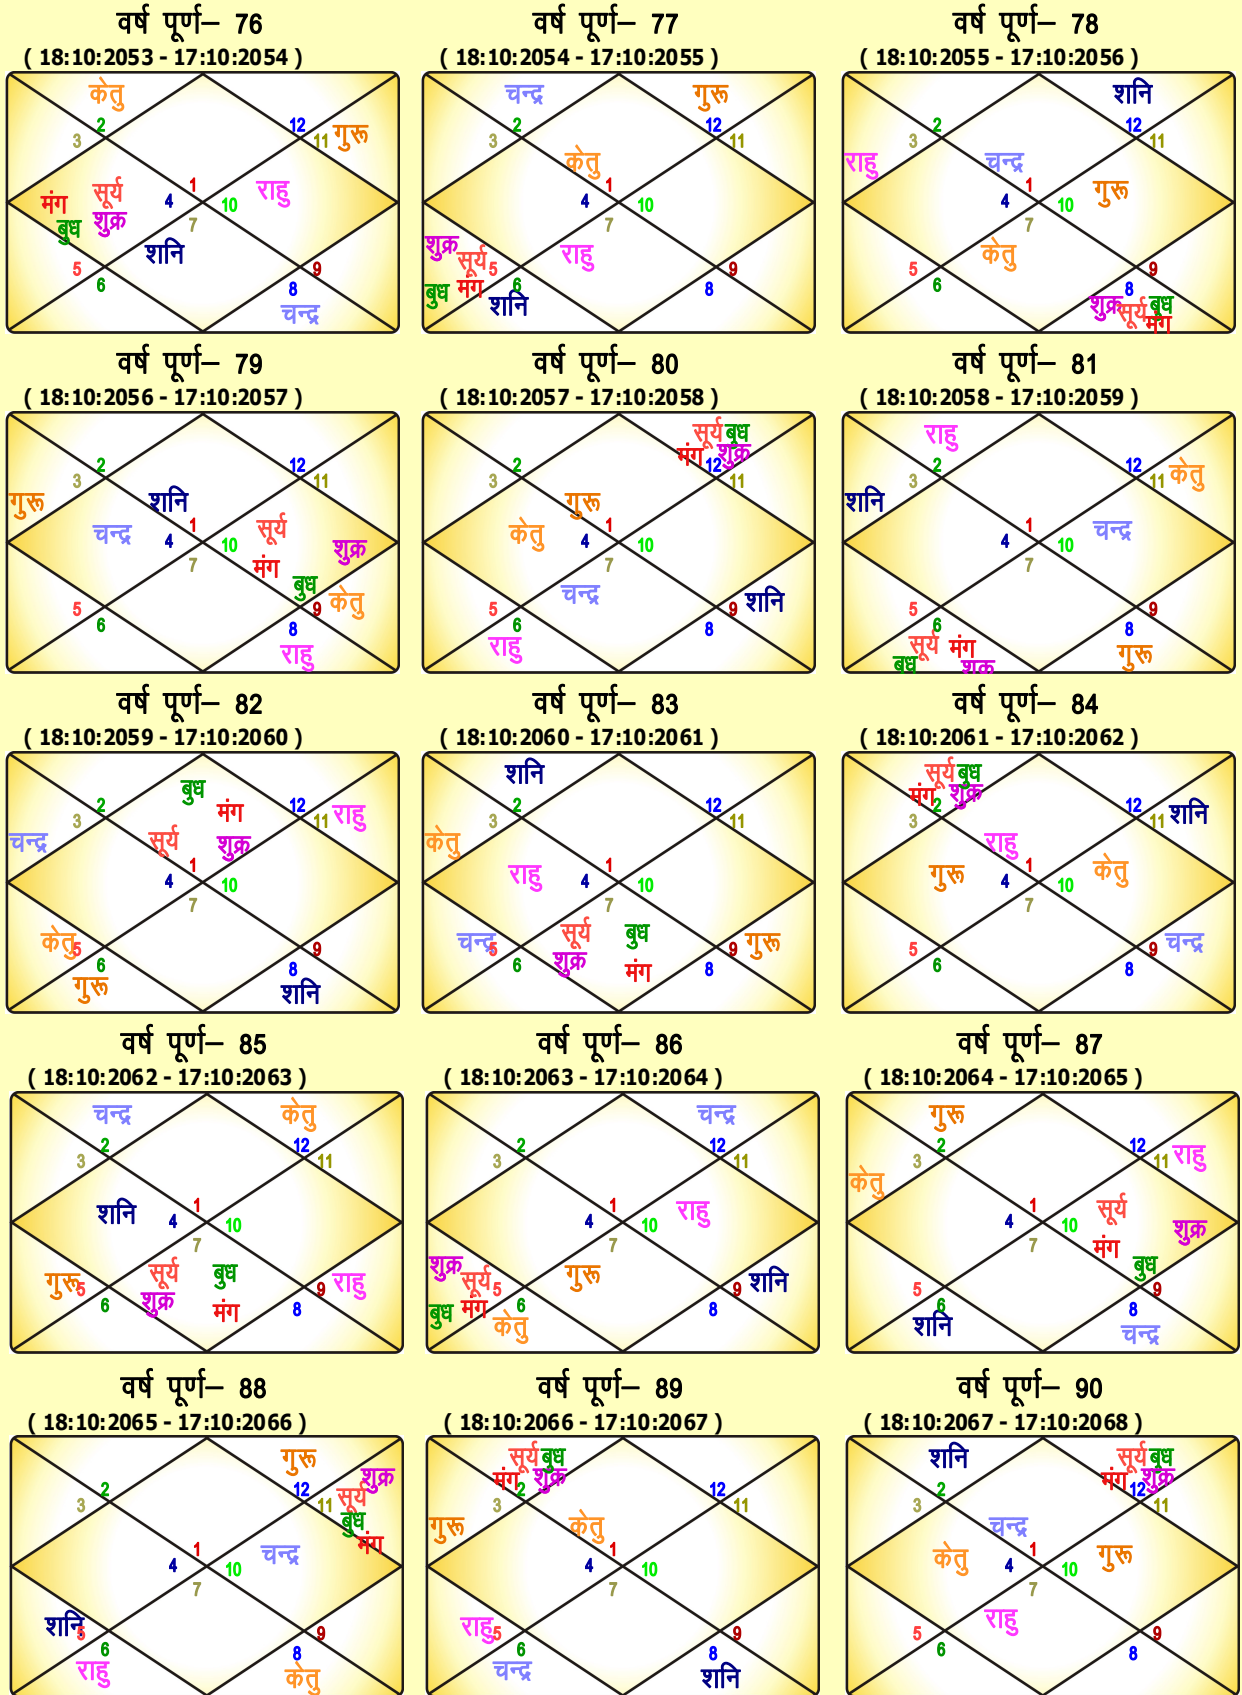 वर्ष पूर्ण– 76 वर्ष पूर्ण– 77 वर्ष पूर्ण– 78
( 18:10:2053 - 17:10:2054 ) ( 18:10:2054 - 17:10:2055 ) ( 18:10:2055 - 17:10:2056 )
केतु
2 12
3 11 गुरू
1
मंग सूर्य 4 10 राहु
बुध शुक्र 7
शनि
5 9
6 8
चन्द्र
चन्द्र गुरू
2 12
3 11
केतु
1
4 10
7
शुक्र सूर्य 5 राहु 9
बुध मंग 6 8
शनि
शनि
2 12
3 11
राहु चन्द्र
1
4 10 गुरू
7
केतु
5 9
6 8
शुक्र सूर्य बुध
मंग
वर्ष पूर्ण– 79 वर्ष पूर्ण– 80 वर्ष पूर्ण– 81
( 18:10:2056 - 17:10:2057 ) ( 18:10:2057 - 17:10:2058 ) ( 18:10:2058 - 17:10:2059 )
2 12
3 11
गुरू शनि
1 सूर्य
चन्द्र 4 10 शुक्र
7 मंग
बुध
5 9 केतु
6 8
राहु
सूर्य बुध
मंग शुक्र
2 12
3 11
गुरू
1
केतु 4 10
7
चन्द्र
5 9 शनि
6 8
राहु
राहु
2 12
3 11 केतु
शनि
1
4 10 चन्द्र
7
5 9
6 8
सूर्य मंग
बुध शुक्र गुरू
वर्ष पूर्ण– 82 वर्ष पूर्ण– 83 वर्ष पूर्ण– 84
( 18:10:2059 - 17:10:2060 ) ( 18:10:2060 - 17:10:2061 ) ( 18:10:2061 - 17:10:2062 )
बुध
2 मंग 12
3 11 राहु
चन्द्र सूर्य शुक्र
1
4 10
7
केतु 5 9
6 8
गुरू शनि
शनि
2 12
3 11
केतु
1
राहु 4 10
7
चन्द्र 5 सूर्य बुध 9 गुरू
6 शुक्र मंग 8
सूर्य बुध
मंग शुक्र
2 12
3 11 शनि
राहु
1
गुरू 4 10 केतु
7
5 9 चन्द्र
6 8
वर्ष पूर्ण– 85 वर्ष पूर्ण– 86 वर्ष पूर्ण– 87
( 18:10:2062 - 17:10:2063 ) ( 18:10:2063 - 17:10:2064 ) ( 18:10:2064 - 17:10:2065 )
चन्द्र केतु
2 12
3 11
1
शनि 4 10
7
गुरू 5 सूर्य बुध 9 राहु
6 शुक्र मंग 8
चन्द्र
2 12
3 11
1
4 10 राहु
7
शुक्र सूर्य 5 गुरू 9 शनि
बुध मंग 6 8
केतु
गुरू
2 12
3 11 राहु
केतु
1 सूर्य
4 10 शुक्र
7 मंग
बुध
5 9
6 8
शनि चन्द्र
वर्ष पूर्ण– 88 वर्ष पूर्ण– 89 वर्ष पूर्ण– 90
( 18:10:2065 - 17:10:2066 ) ( 18:10:2066 - 17:10:2067 ) ( 18:10:2067 - 17:10:2068 )
गुरू
शुक्र
2 12 सूर्य
3 11 बुध
मंग
1
4 10 चन्द्र
7
शनि 5 9
6 8
राहु केतु
सूर्य बुध
मंग शुक्र
2 12
3 11
गुरू केतु
1
4 10
7
राहु 5 9
6 8
चन्द्र शनि
शनि सूर्य बुध
मंग शुक्र
2 12
3 11
चन्द्र
1
केतु 4 10 गुरू
7
राहु
5 9
6 8